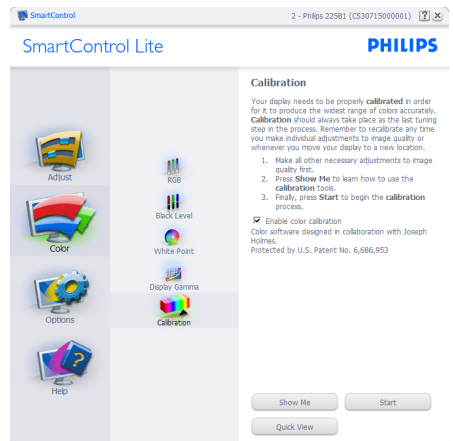 SmartControl
2 - Philips 225B1 (CS30715000001)
SmartControl Lite
PHILIPS
Adjust
Color
Options
Help
RGB
Black Level
White Point
Display Gamma
Calibration
Calibration
Your display needs to be properly calibrated in order
for it to produce the widest range of colors accurately.
Calibration should always take place as the last tuning
step in the process. Remember to recalibrate any time
you make individual adjustments to image quality or
whenever you move your display to a new location.
1. Make all other necessary adjustments to image
quality first.
2. Press Show Me to learn how to use the
calibration tools.
3. Finally, press Start to begin the calibration
process.
Enable color calibration
Color software designed in collaboration with Joseph
Holmes.
Protected by U.S. Patent No. 6,686,953
Show Me
Start
Quick View